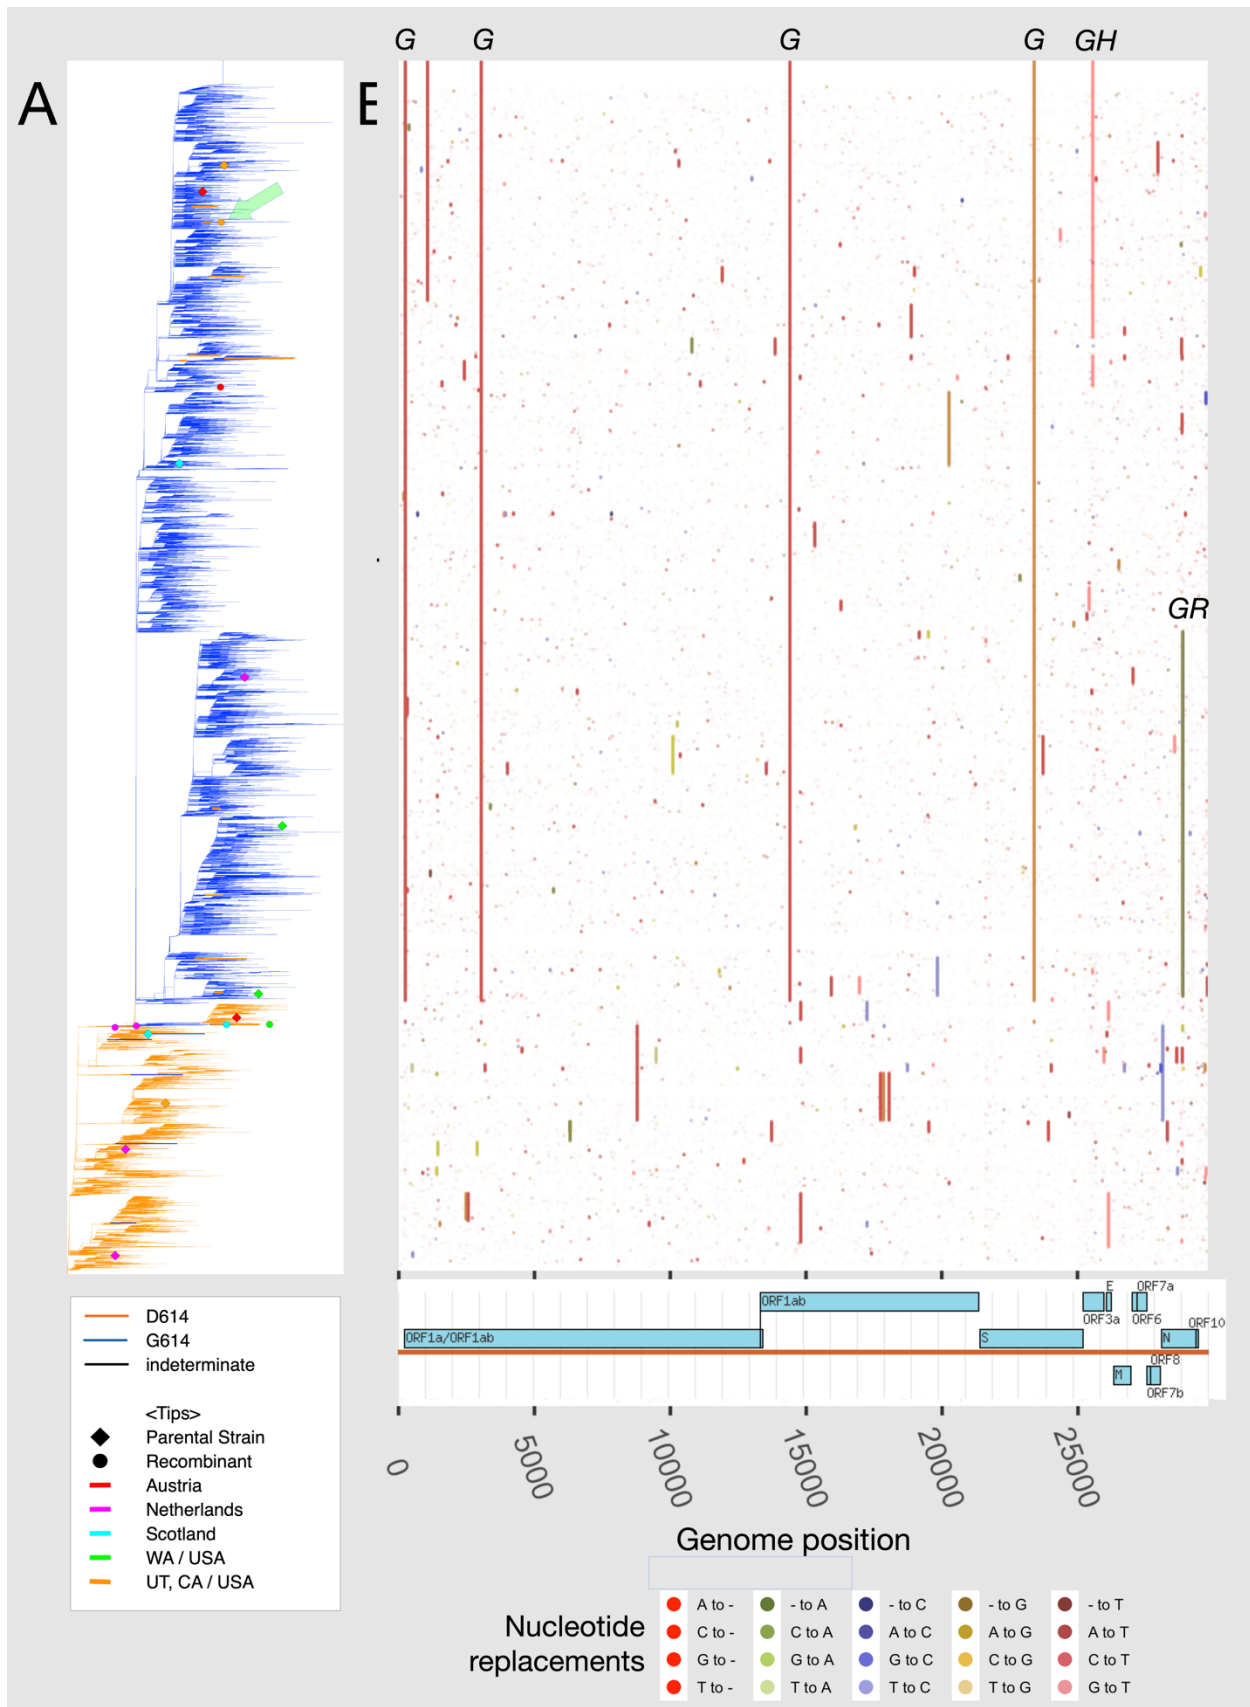 G G G G GH
A
B
GR
ORF1a/ORF1ab
ORF1ab
S
ORF3a
E
M
ORF6
ORF7a
ORF7b
ORF8
N
ORF10
0 5000 10000 15000 20000 25000
Genome position
D614
G614
indeterminate
<Tips>
Parental Strain
Recombinant
Austria
Netherlands
Scotland
WA / USA
UT, CA / USA
Nucleotide
replacements
A to - - to A - to C - to G - to T
C to - C to A A to C A to G A to T
G to - G to A G to C C to G C to T
T to - T to A T to C T to G G to T